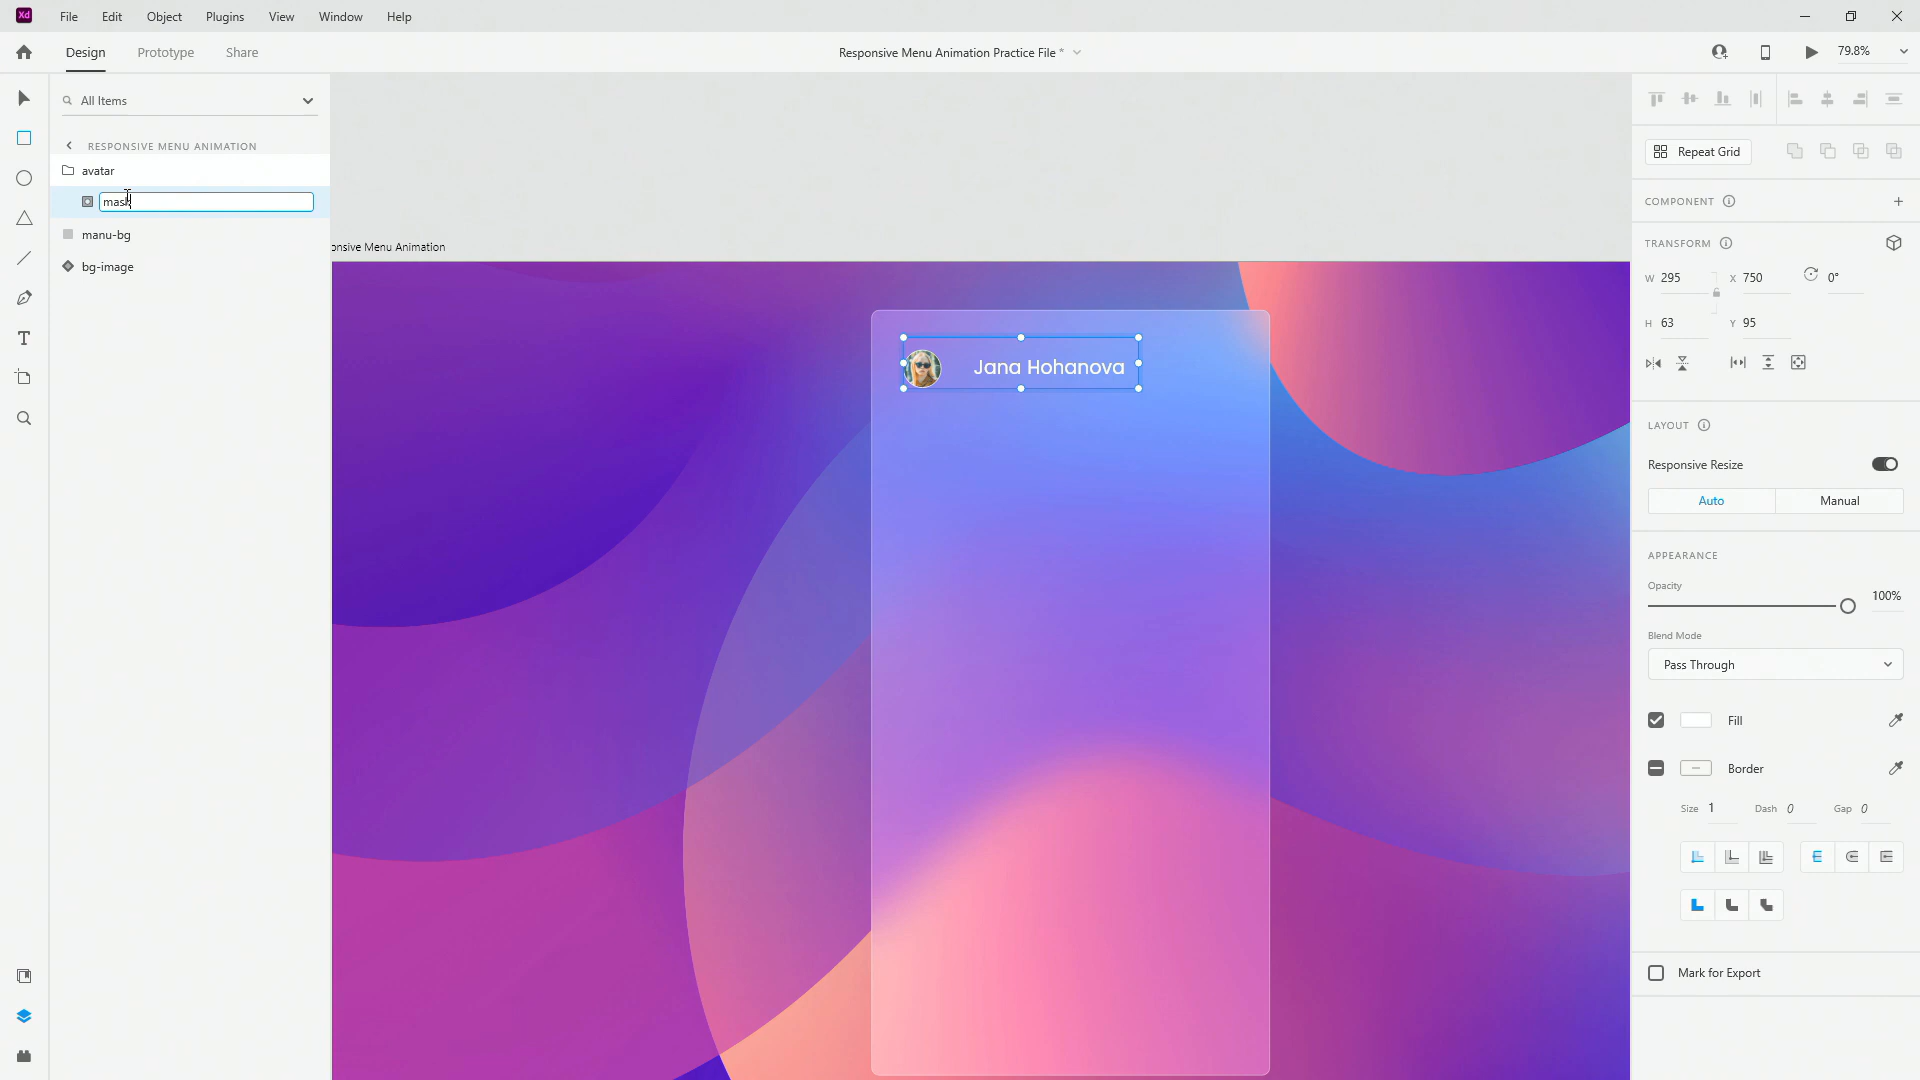 Xd
File Edit Object Plugins View Window Help
Design Prototype Share
Responsive Menu Animation Practice File *
79.8%
All Items
RESPONSIVE MENU ANIMATION
avatar
mask
manu-bg
bg-image
onsive Menu Animation
Jana Hohanova
Repeat Grid
COMPONENT
TRANSFORM
W 295 X 750 0°
H 63 Y 95
LAYOUT
Responsive Resize
Auto Manual
APPEARANCE
Opacity
100%
Blend Mode
Pass Through
Fill
Border
Size 1 Dash 0 Gap 0
Mark for Export